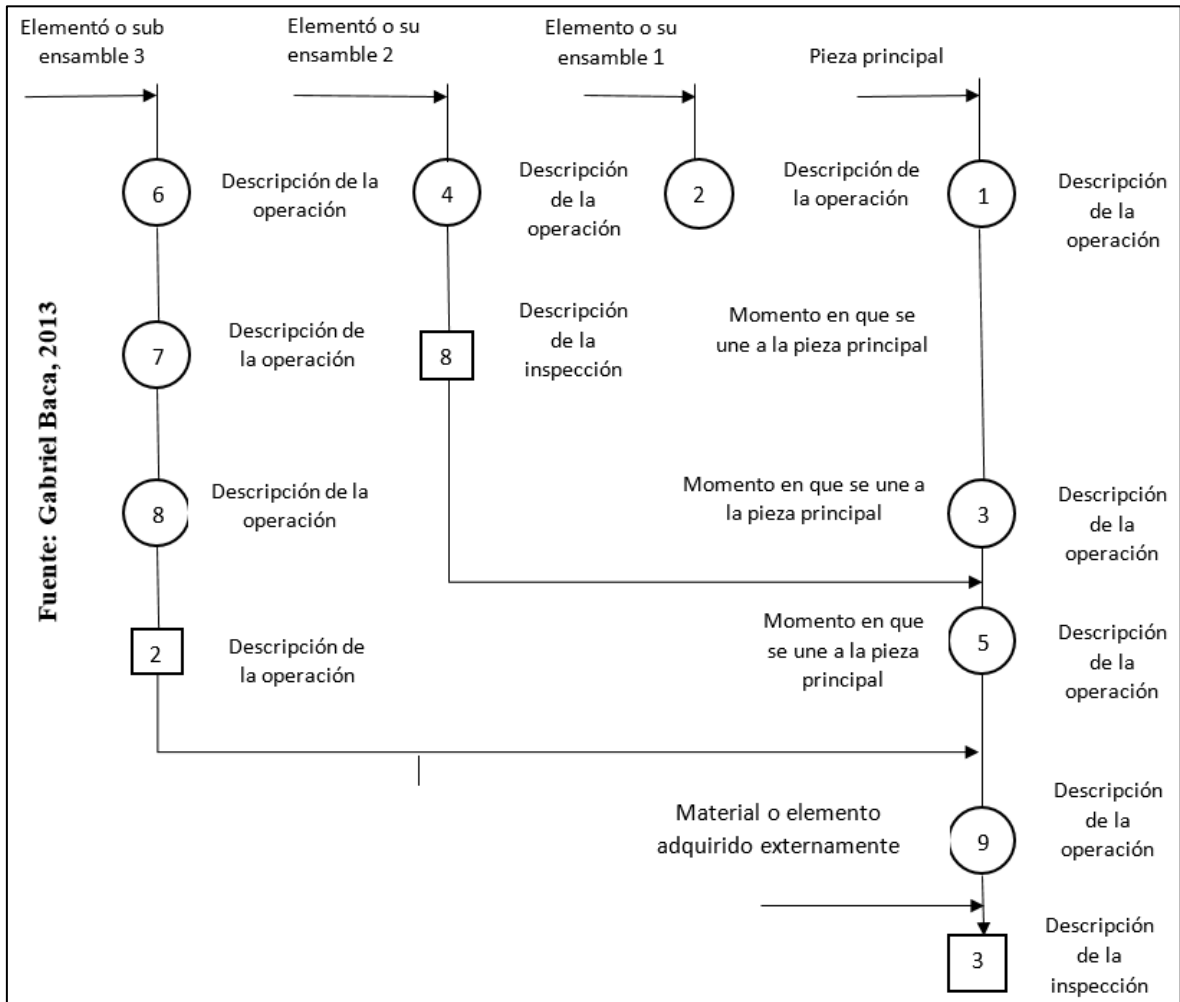 Elementó o sub
ensamble 3
Elementó o su
ensamble 2
Elemento o su
ensamble 1
Pieza principal
6
Descripción de la
operación
4
Descripción
de la
operación
2
Descripción de
la operación
1
Descripción
de la
operación
7
Descripción de
la operación
8
Descripción
de la
inspección
Momento en que se
une a la pieza principal
8
Descripción de la
operación
Momento en que se une a
la pieza principal
3
Descripción
de la
operación
2
Descripción de
la operación
Momento en que
se une a la pieza
principal
5
Descripción
de la
operación
Material o elemento
adquirido externamente
9
Descripción
de la
operación
3
Descripción
de la
inspección
Fuente: Gabriel Baca, 2013